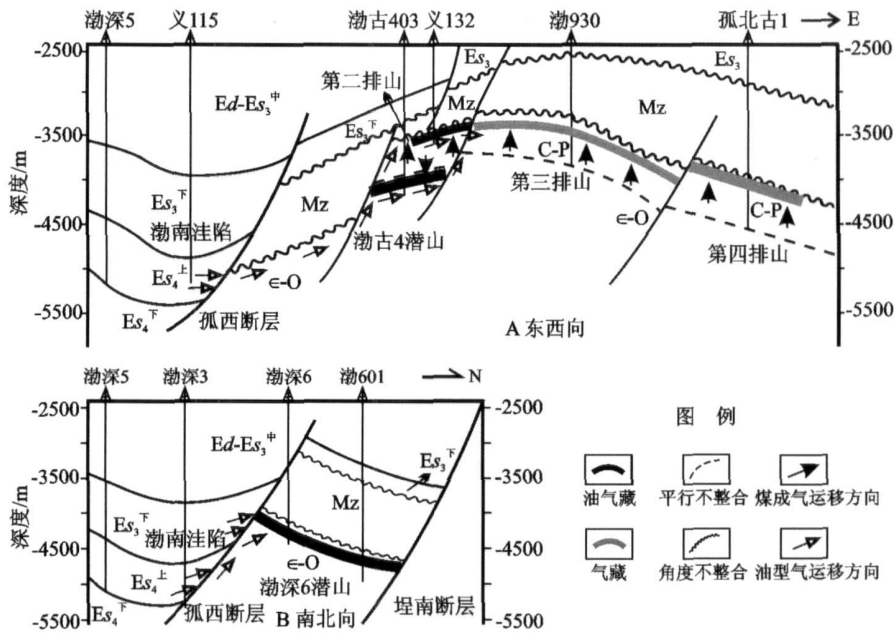 渤深5 义115 渤古403 义132 渤930 孤北古1 E
-2500 -2500
-3500 -3500
-4500 -4500
-5500 -5500
深度/m
第二排山
Es₃ Es₃
Ed-Es₃中
Mz Mz
Es₃下
C-P
第三排山
Es₃下
渤南洼陷
Mz
渤古4潜山
∈-O
C-P
第四排山
Es₄上
∈-O
Es₄下
孤西断层
A 东西向
渤深5 渤深3 渤深6 渤601 N
-2500 -2500
-3500 -3500
-4500 -4500
-5500 -5500
深度/m
Ed-Es₃中
Es₃下
Mz
Es₃下
渤南洼陷
∈-O
Es₄上
渤深6潜山
Es₄下
孤西断层
B 南北向
埕南断层
图 例
油气藏 平行不整合 煤成气运移方向
气藏 角度不整合 油型气运移方向